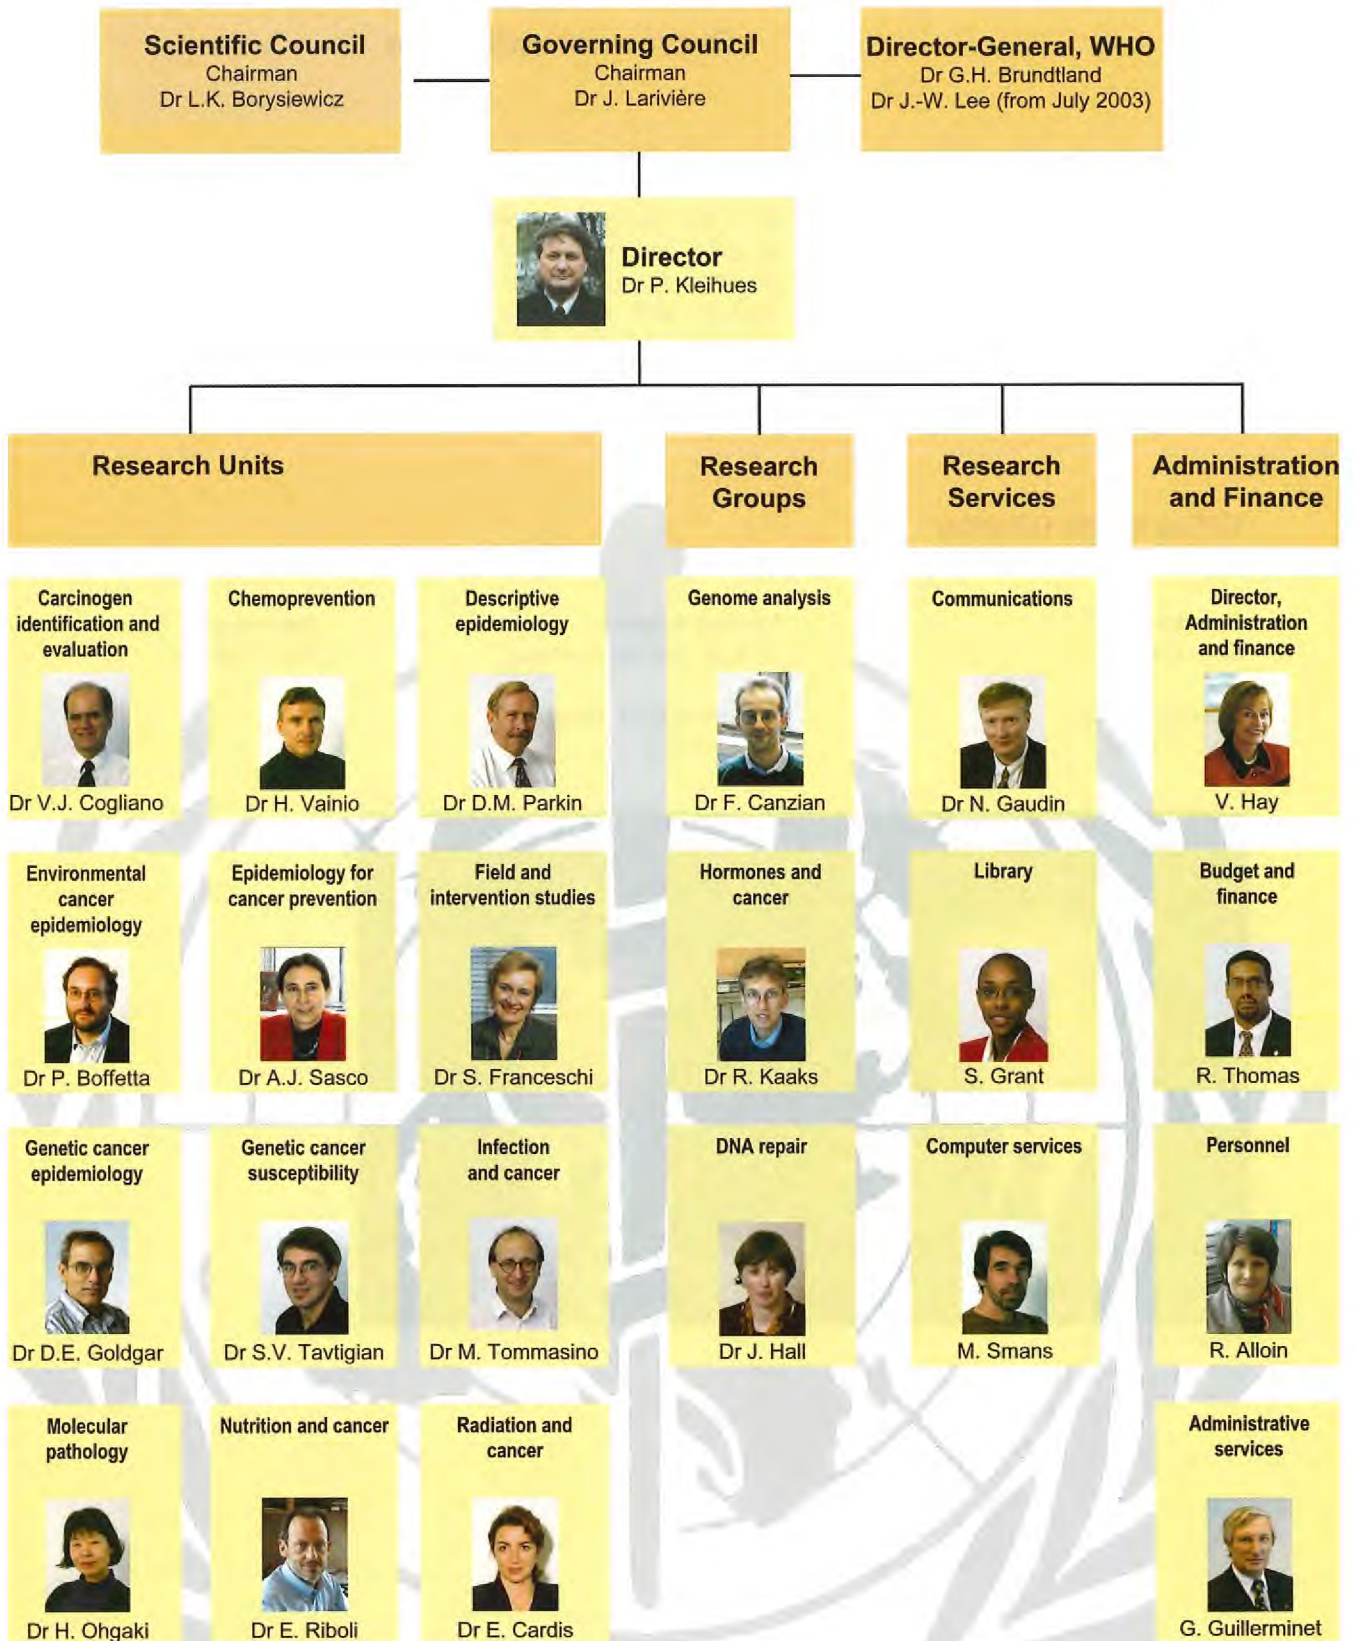 Scientific Council
Chairman
Dr L.K. Borysiewicz
Governing Council
Chairman
Dr J. Larivière
Director-General, WHO
Dr G.H. Brundtland
Dr J.-W. Lee (from July 2003)
Director
Dr P. Kleihues
Research Units
Research
Groups
Research
Services
Administration
and Finance
Carcinogen
identification and
evaluation
Dr V.J. Cogliano
Chemoprevention
Dr H. Vainio
Descriptive
epidemiology
Dr D.M. Parkin
Genome analysis
Dr F. Canzian
Communications
Dr N. Gaudin
Director,
Administration
and finance
V. Hay
Environmental
cancer
epidemiology
Dr P. Boffetta
Epidemiology for
cancer prevention
Dr A.J. Sasco
Field and
intervention studies
Dr S. Franceschi
Hormones and
cancer
Dr R. Kaaks
Library
S. Grant
Budget and
finance
R. Thomas
Genetic cancer
epidemiology
Dr D.E. Goldgar
Genetic cancer
susceptibility
Dr S.V. Tavtigian
Infection
and cancer
Dr M. Tommasino
DNA repair
Dr J. Hall
Computer services
M. Smans
Personnel
R. Alloin
Molecular
pathology
Dr H. Ohgaki
Nutrition and cancer
Dr E. Riboli
Radiation and
cancer
Dr E. Cardis
Administrative
services
G. Guillerminet